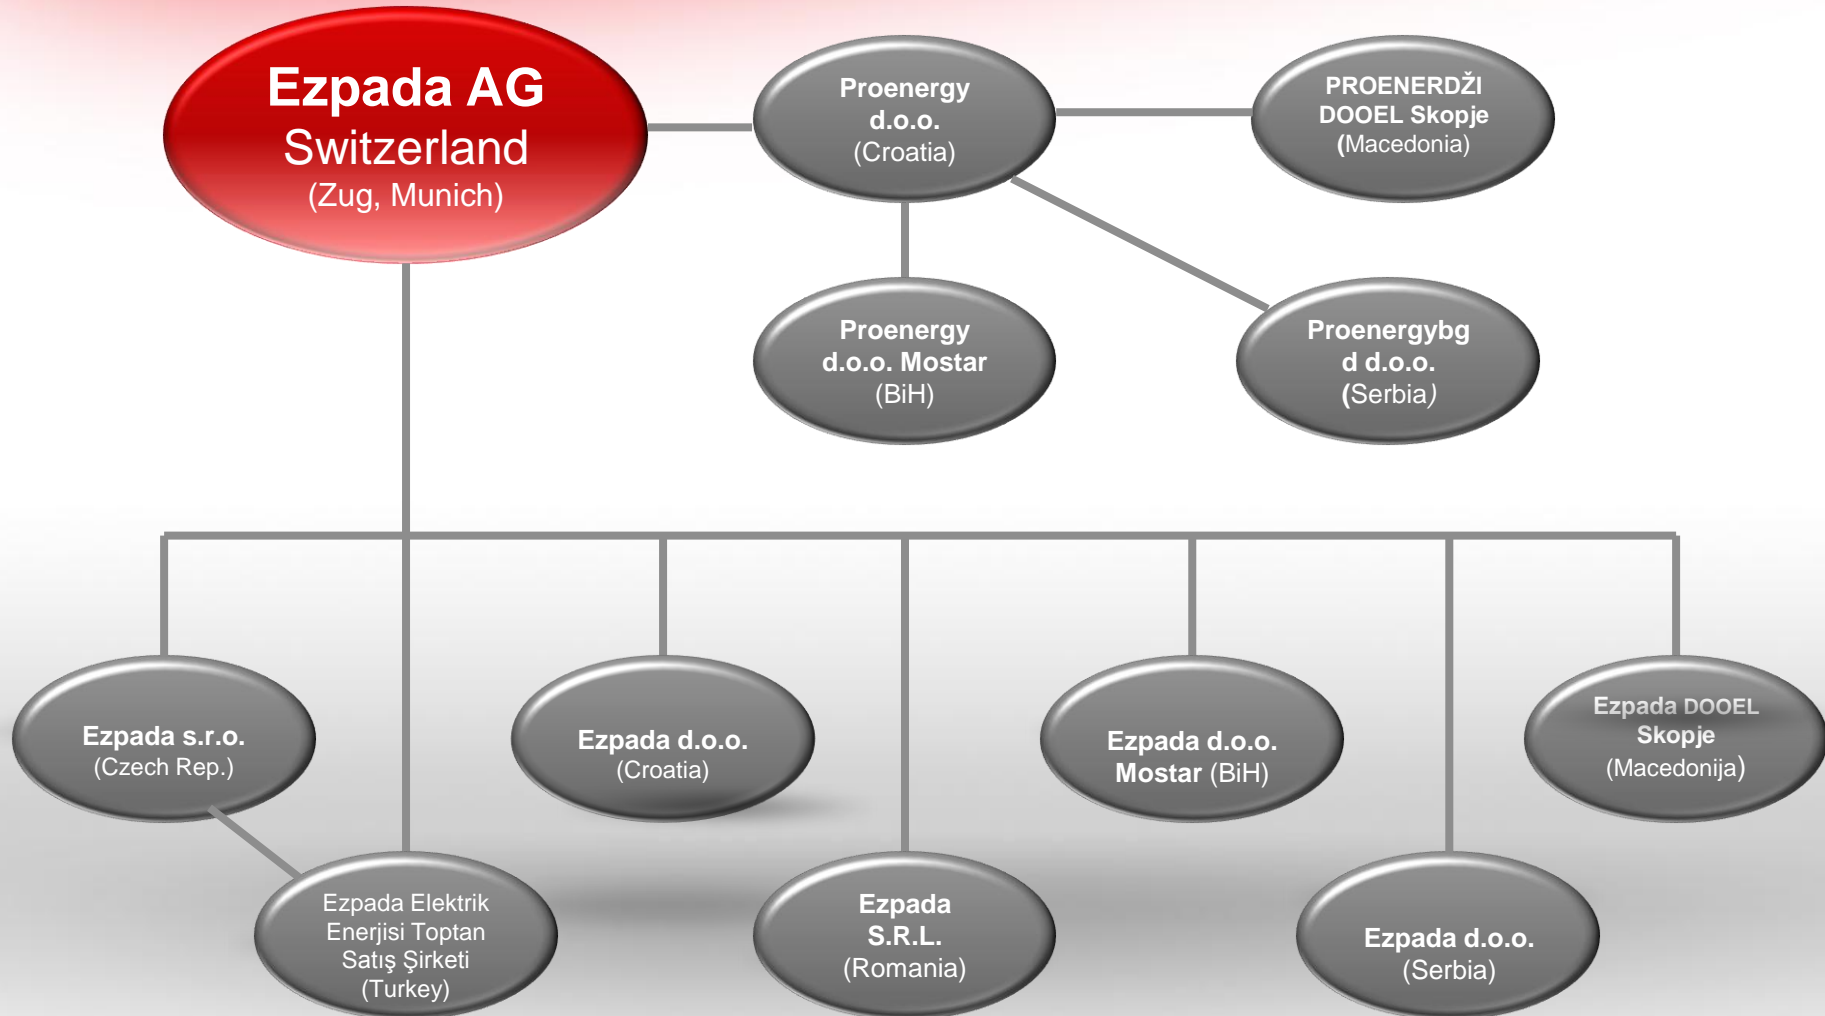 Ezpada AG
Switzerland
(Zug, Munich)
Proenergy
d.o.o.
(Croatia)
PROENERDŽI
DOOEL Skopje
(Macedonia)
Proenergy
d.o.o. Mostar
(BiH)
Proenergybg
d d.o.o.
(Serbia)
Ezpada s.r.o.
(Czech Rep.)
Ezpada d.o.o.
(Croatia)
Ezpada d.o.o.
Mostar (BiH)
Ezpada DOOEL
Skopje
(Macedonija)
Ezpada Elektrik
Enerjisi Toptan
Satış Şirketi
(Turkey)
Ezpada
S.R.L.
(Romania)
Ezpada d.o.o.
(Serbia)